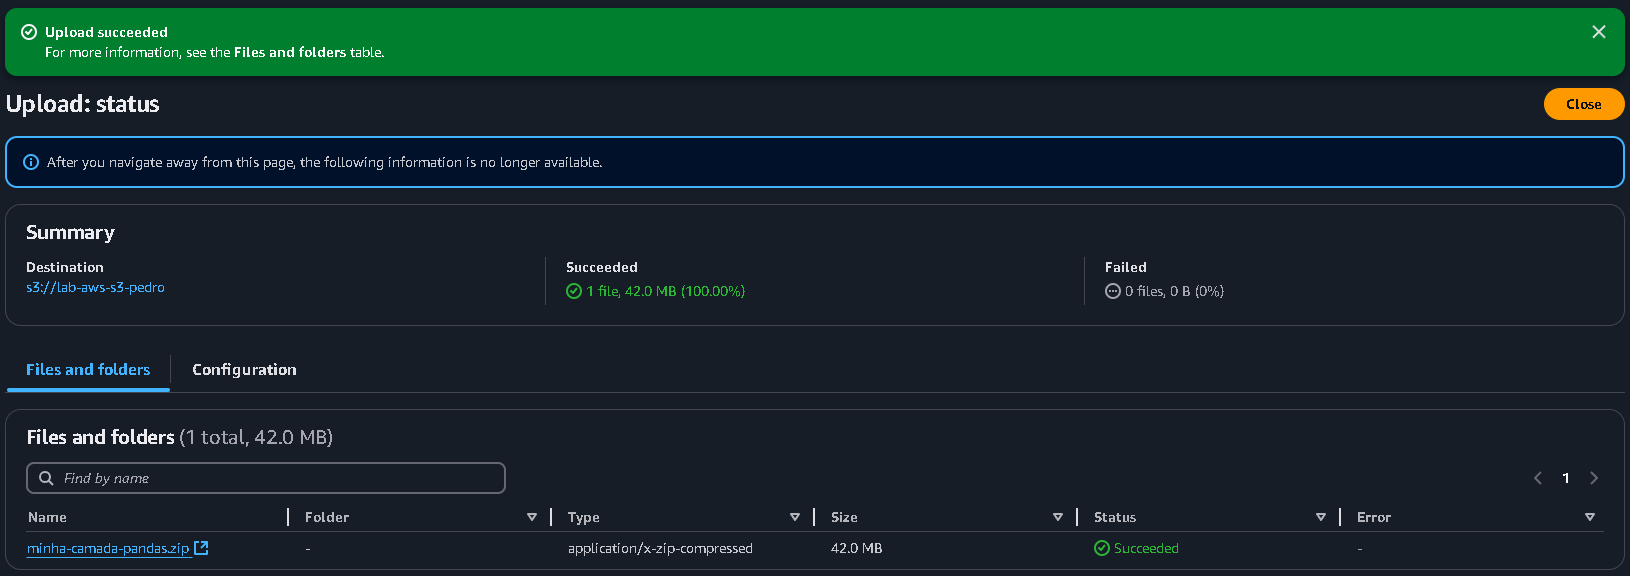 Upload succeeded
For more information, see the Files and folders table.
Upload: status
Close
After you navigate away from this page, the following information is no longer available.
Summary
Destination
s3://lab-aws-s3-pedro
Succeeded
1 file, 42.0 MB (100.00%)
Failed
0 files, 0 B (0%)
Files and folders
Configuration
Files and folders (1 total, 42.0 MB)
Find by name
1
Name Folder Type Size Status Error
minha-camada-pandas.zip - application/x-zip-compressed 42.0 MB Succeeded -